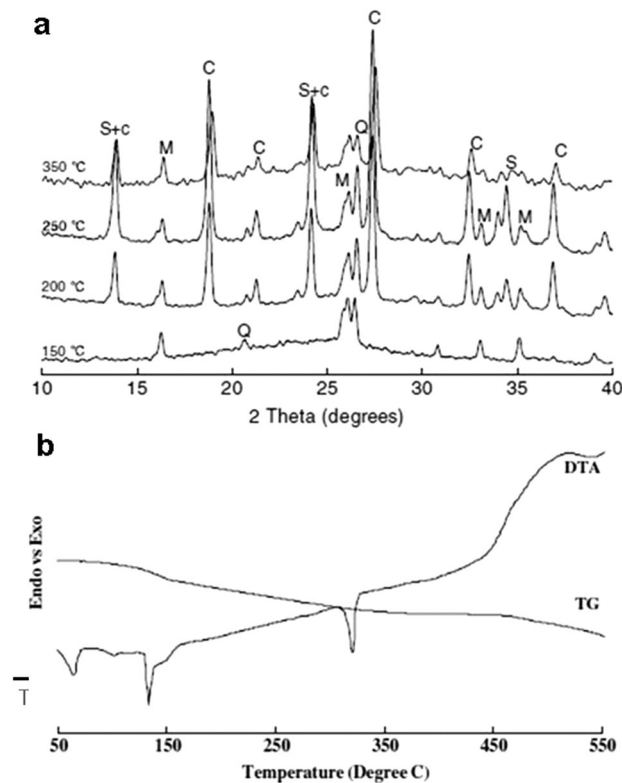 a
C
C
S+c
S+c
Q
M
C
C
S
C
350 °C
M
250 °C
M
M
200 °C
Q
150 °C
10 15 20 25 30 35 40
2 Theta (degrees)
b
DTA
Endo vs Exo
TG
T
50 150 250 350 450 550
Temperature (Degree C)